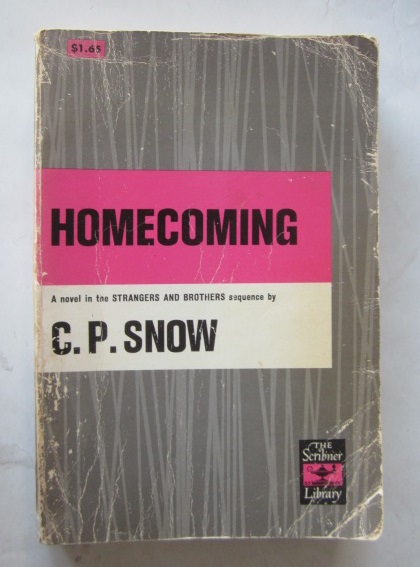 $1.65
HOMECOMING
A novel in the STRANGERS AND BROTHERS sequence by
C. P. SNOW
THE
Scribner
Library